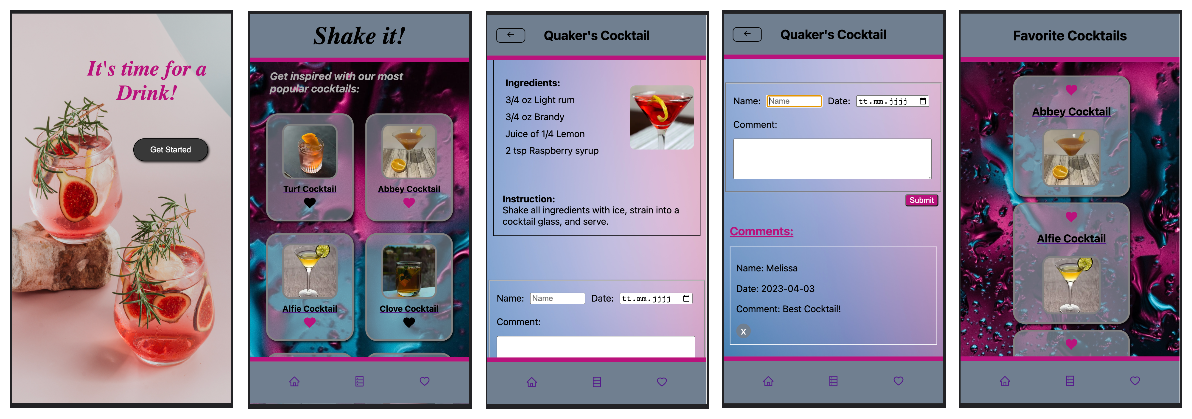 It's time for a
Drink!
Get Started
Shake it!
Get inspired with our most
popular cocktails:
Turf Cocktail
Abbey Cocktail
Alfie Cocktail
Clove Cocktail
Quaker's Cocktail
Ingredients:
3/4 oz Light rum
3/4 oz Brandy
Juice of 1/4 Lemon
2 tsp Raspberry syrup
Instruction:
Shake all ingredients with ice, strain into a
cocktail glass, and serve.
Name: Name Date: tt.mm.jjjj
Comment:
Quaker's Cocktail
Name: Name Date: tt.mm.jjjj
Comment:
Submit
Comments:
Name: Melissa
Date: 2023-04-03
Comment: Best Cocktail!
X
Favorite Cocktails
Abbey Cocktail
Alfie Cocktail